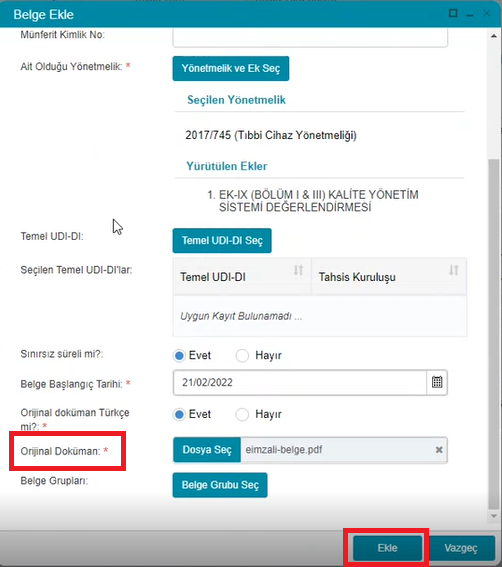 Belge Ekle
Münferit Kimlik No:
Ait Olduğu Yönetmelik: *
Yönetmelik ve Ek Seç
Seçilen Yönetmelik
2017/745 (Tıbbi Cihaz Yönetmeliği)
Yürütülen Ekler
1. EK-IX (BÖLÜM I & III) KALİTE YÖNETİM
SİSTEMİ DEĞERLENDİRMESİ
Temel UDI-DI:
Temel UDI-DI Seç
Seçilen Temel UDI-DI'lar:
Temel UDI-DI
Tahsis Kuruluşu
Uygun Kayıt Bulunamadı ...
Sınırsız süreli mi?:
Evet
Hayır
Belge Başlangıç Tarihi: *
21/02/2022
Orijinal doküman Türkçe
mi?: *
Evet
Hayır
Orijinal Doküman: *
Dosya Seç
eimzali-belge.pdf
Belge Grupları:
Belge Grubu Seç
Ekle
Vazgeç